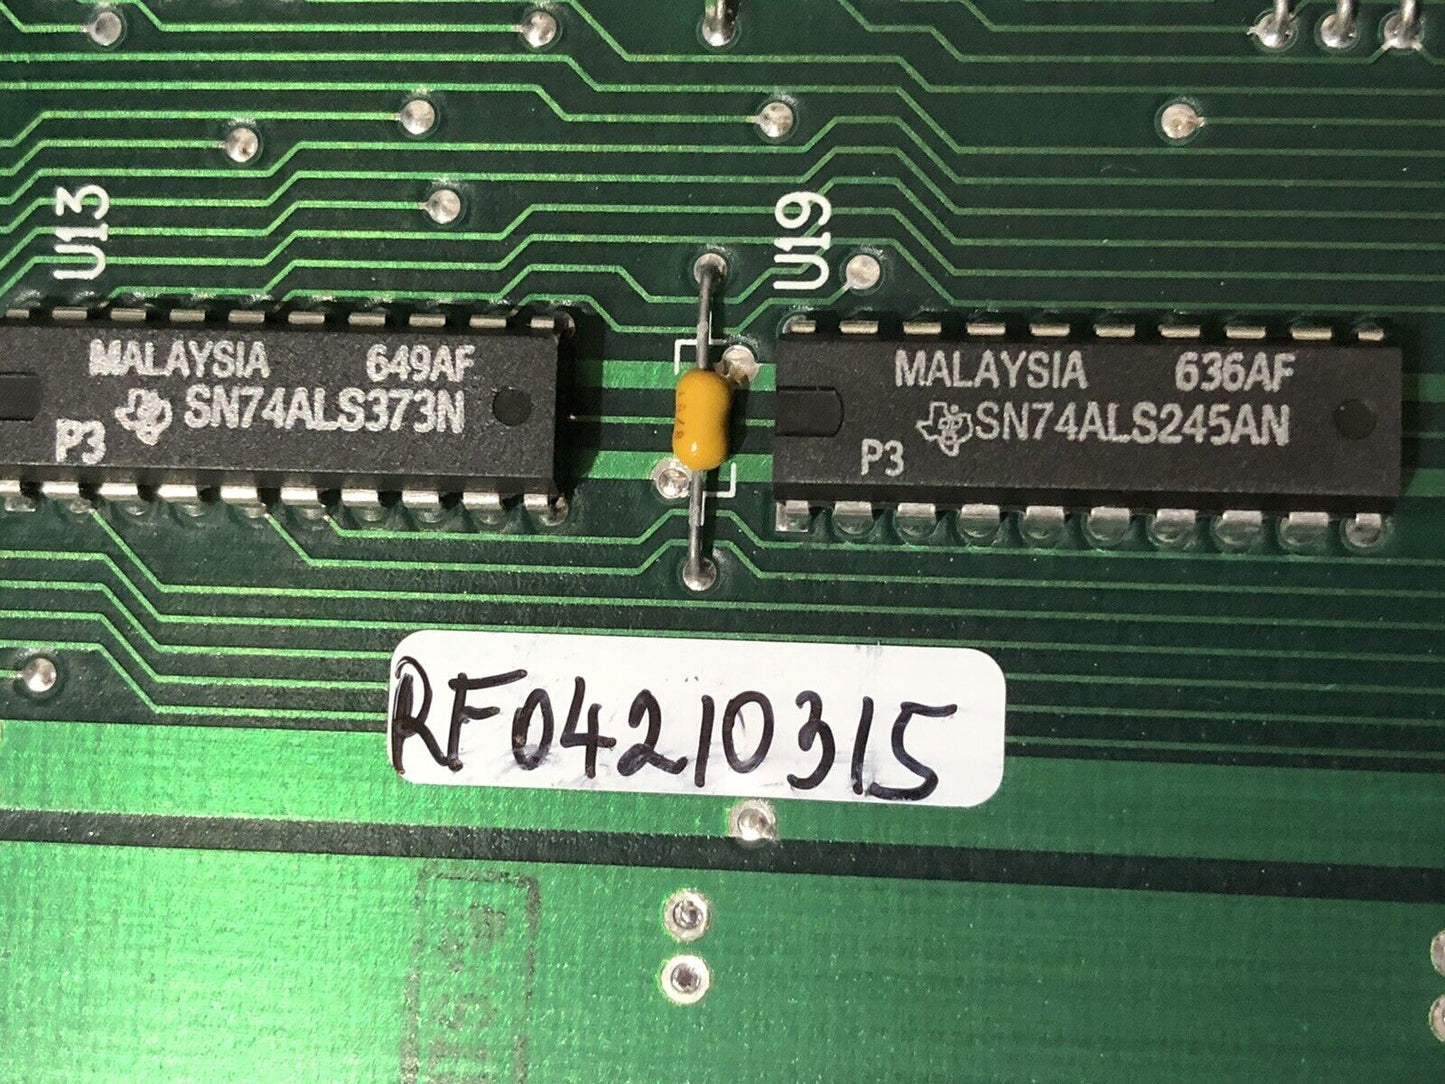 U13
U19
MALAYSIA 649AF
SN74ALS373N
P3
MALAYSIA 636AF
SN74ALS245AN
P3
RF04210315